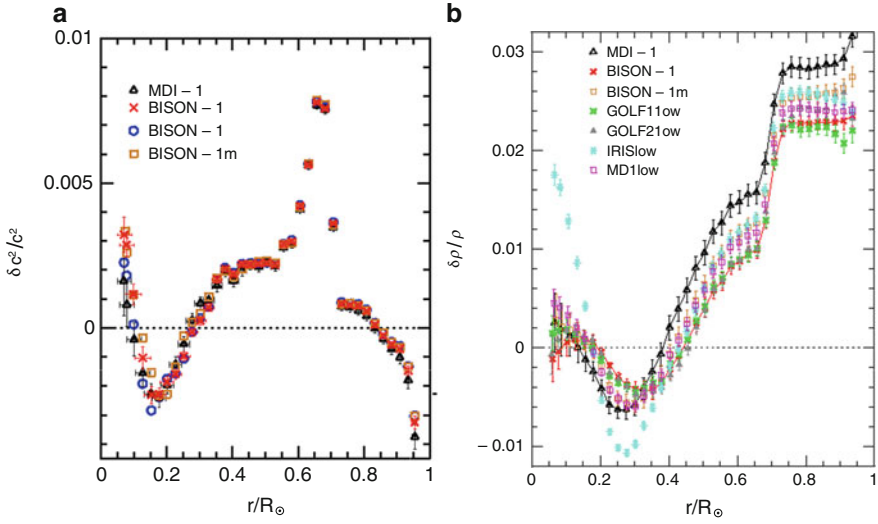 a
0.01
0.005
0
δ c²/c²
MDI – 1
BISON – 1
BISON – 1
BISON – 1m
0
0.2
0.4
0.6
0.8
1
r/R⊙
b
0.03
0.02
0.01
0
– 0.01
δρ/ρ
MDI – 1
BISON – 1
BISON – 1m
GOLF11ow
GOLF21ow
IRISlow
MD1low
0
0.2
0.4
0.6
0.8
1
r/R⊙